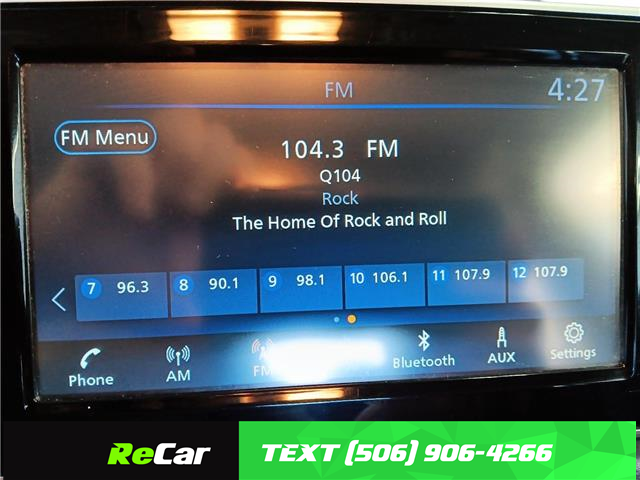 FM 4:27
FM Menu
104.3 FM
Q104
Rock
The Home Of Rock and Roll
7 96.3 8 90.1 9 98.1 10 106.1 11 107.9 12 107.9
Phone AM FM Bluetooth AUX Settings
ReCar TEXT (506) 906-4266